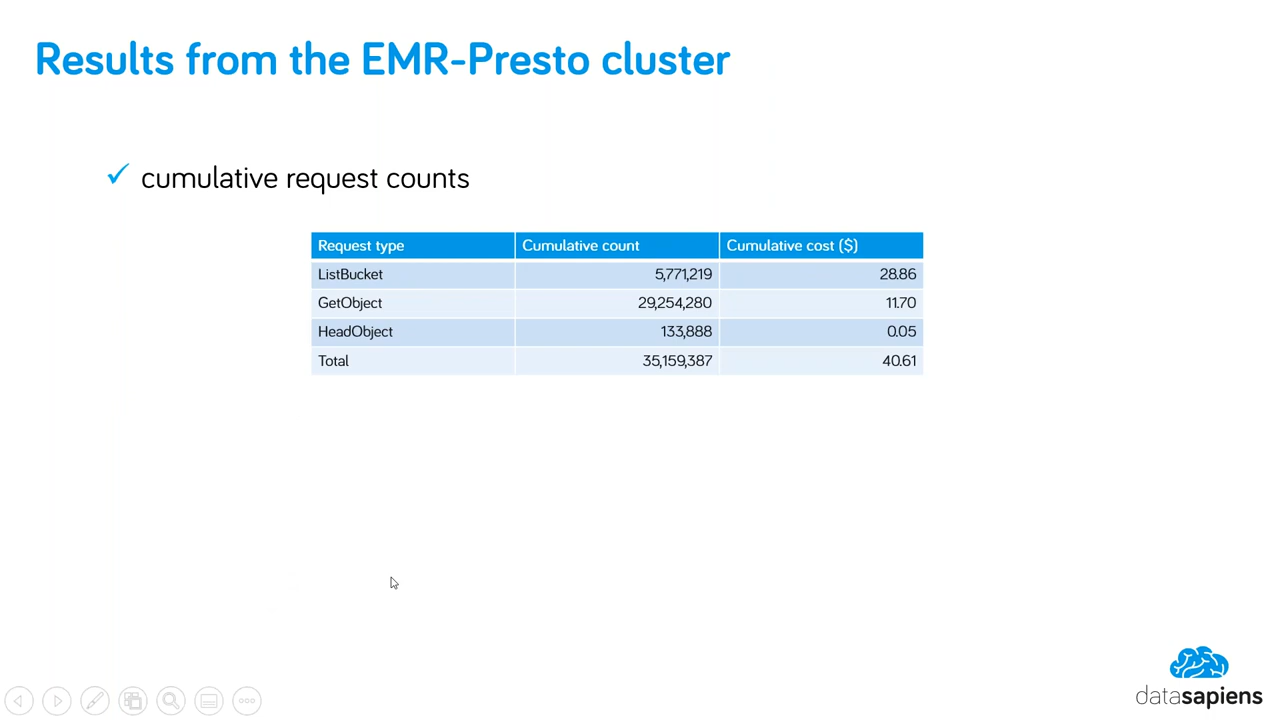 Results from the EMR-Presto cluster
✓ cumulative request counts
Request type Cumulative count Cumulative cost ($)
ListBucket 5,771,219 28.86
GetObject 29,254,280 11.70
HeadObject 133,888 0.05
Total 35,159,387 40.61
datasapiens